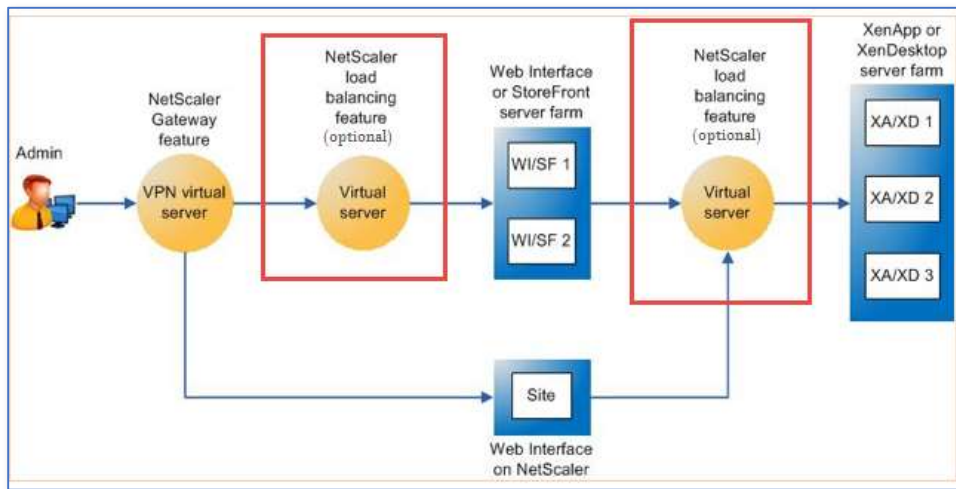 Admin
NetScaler
Gateway
feature
VPN virtual
server
NetScaler
load
balancing
feature
(optional)
Virtual
server
Web Interface
or StoreFront
server farm
WI/SF 1
WI/SF 2
NetScaler
load
balancing
feature
(optional)
Virtual
server
XenApp or
XenDesktop
server farm
XA/XD 1
XA/XD 2
XA/XD 3
Site
Web Interface
on NetScaler